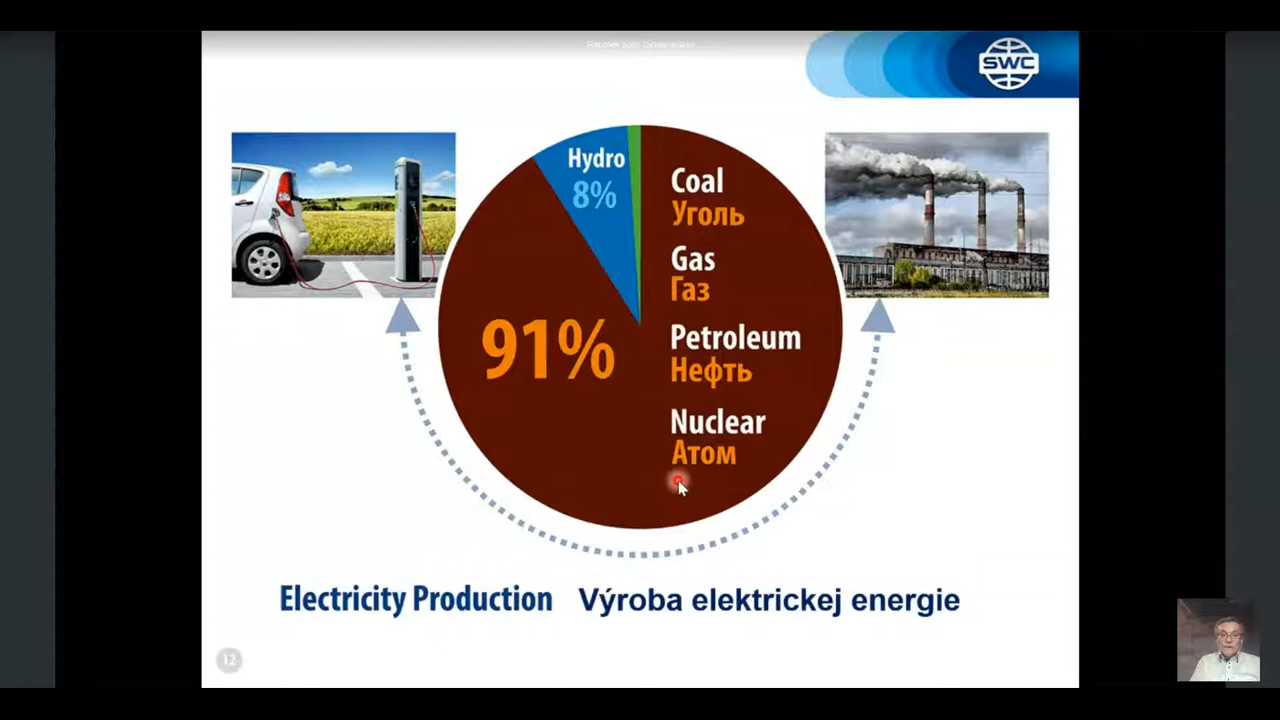 SWC
Hydro
8%
Coal
Уголь
Gas
Газ
91%
Petroleum
Нефть
Nuclear
Атом
Electricity Production Výroba elektrickej energie
12